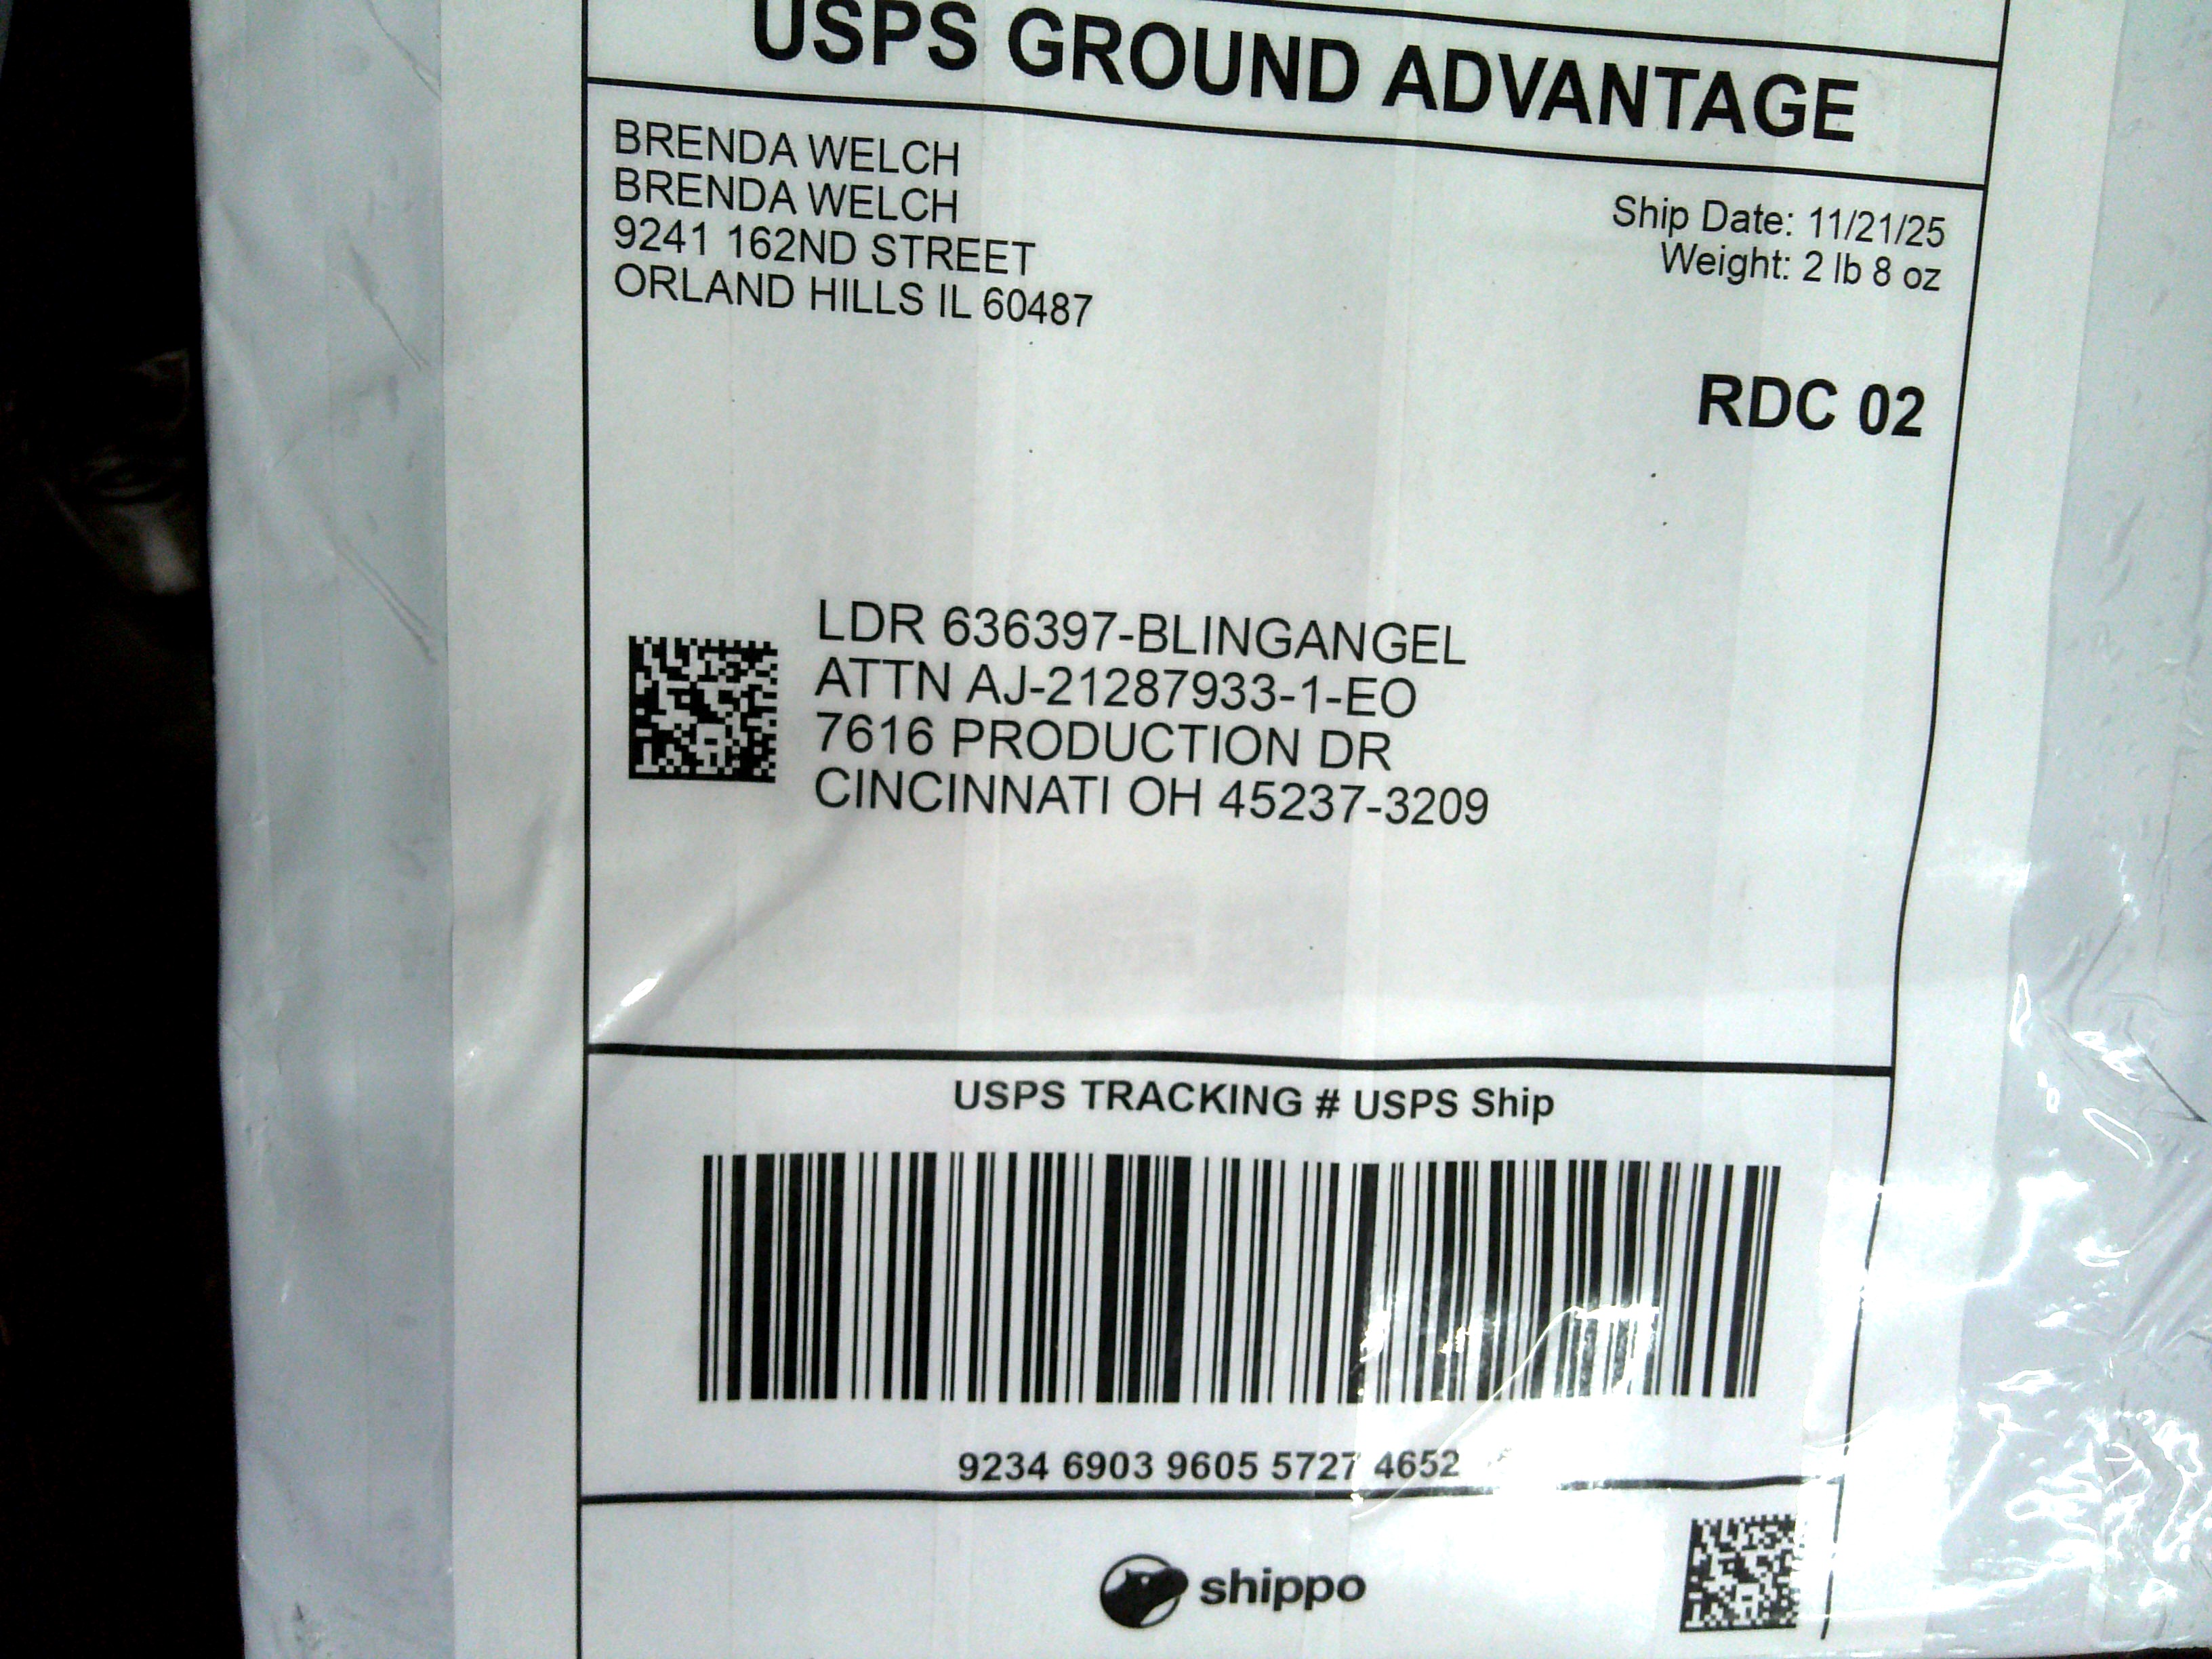 USPS GROUND ADVANTAGE
BRENDA WELCH
BRENDA WELCH
9241 162ND STREET
ORLAND HILLS IL 60487
Ship Date: 11/21/25
Weight: 2 lb 8 oz
RDC 02
LDR 636397-BLINGANGEL
ATTN AJ-21287933-1-EO
7616 PRODUCTION DR
CINCINNATI OH 45237-3209
USPS TRACKING # USPS Ship
9234 6903 9605 5727 4652
shippo